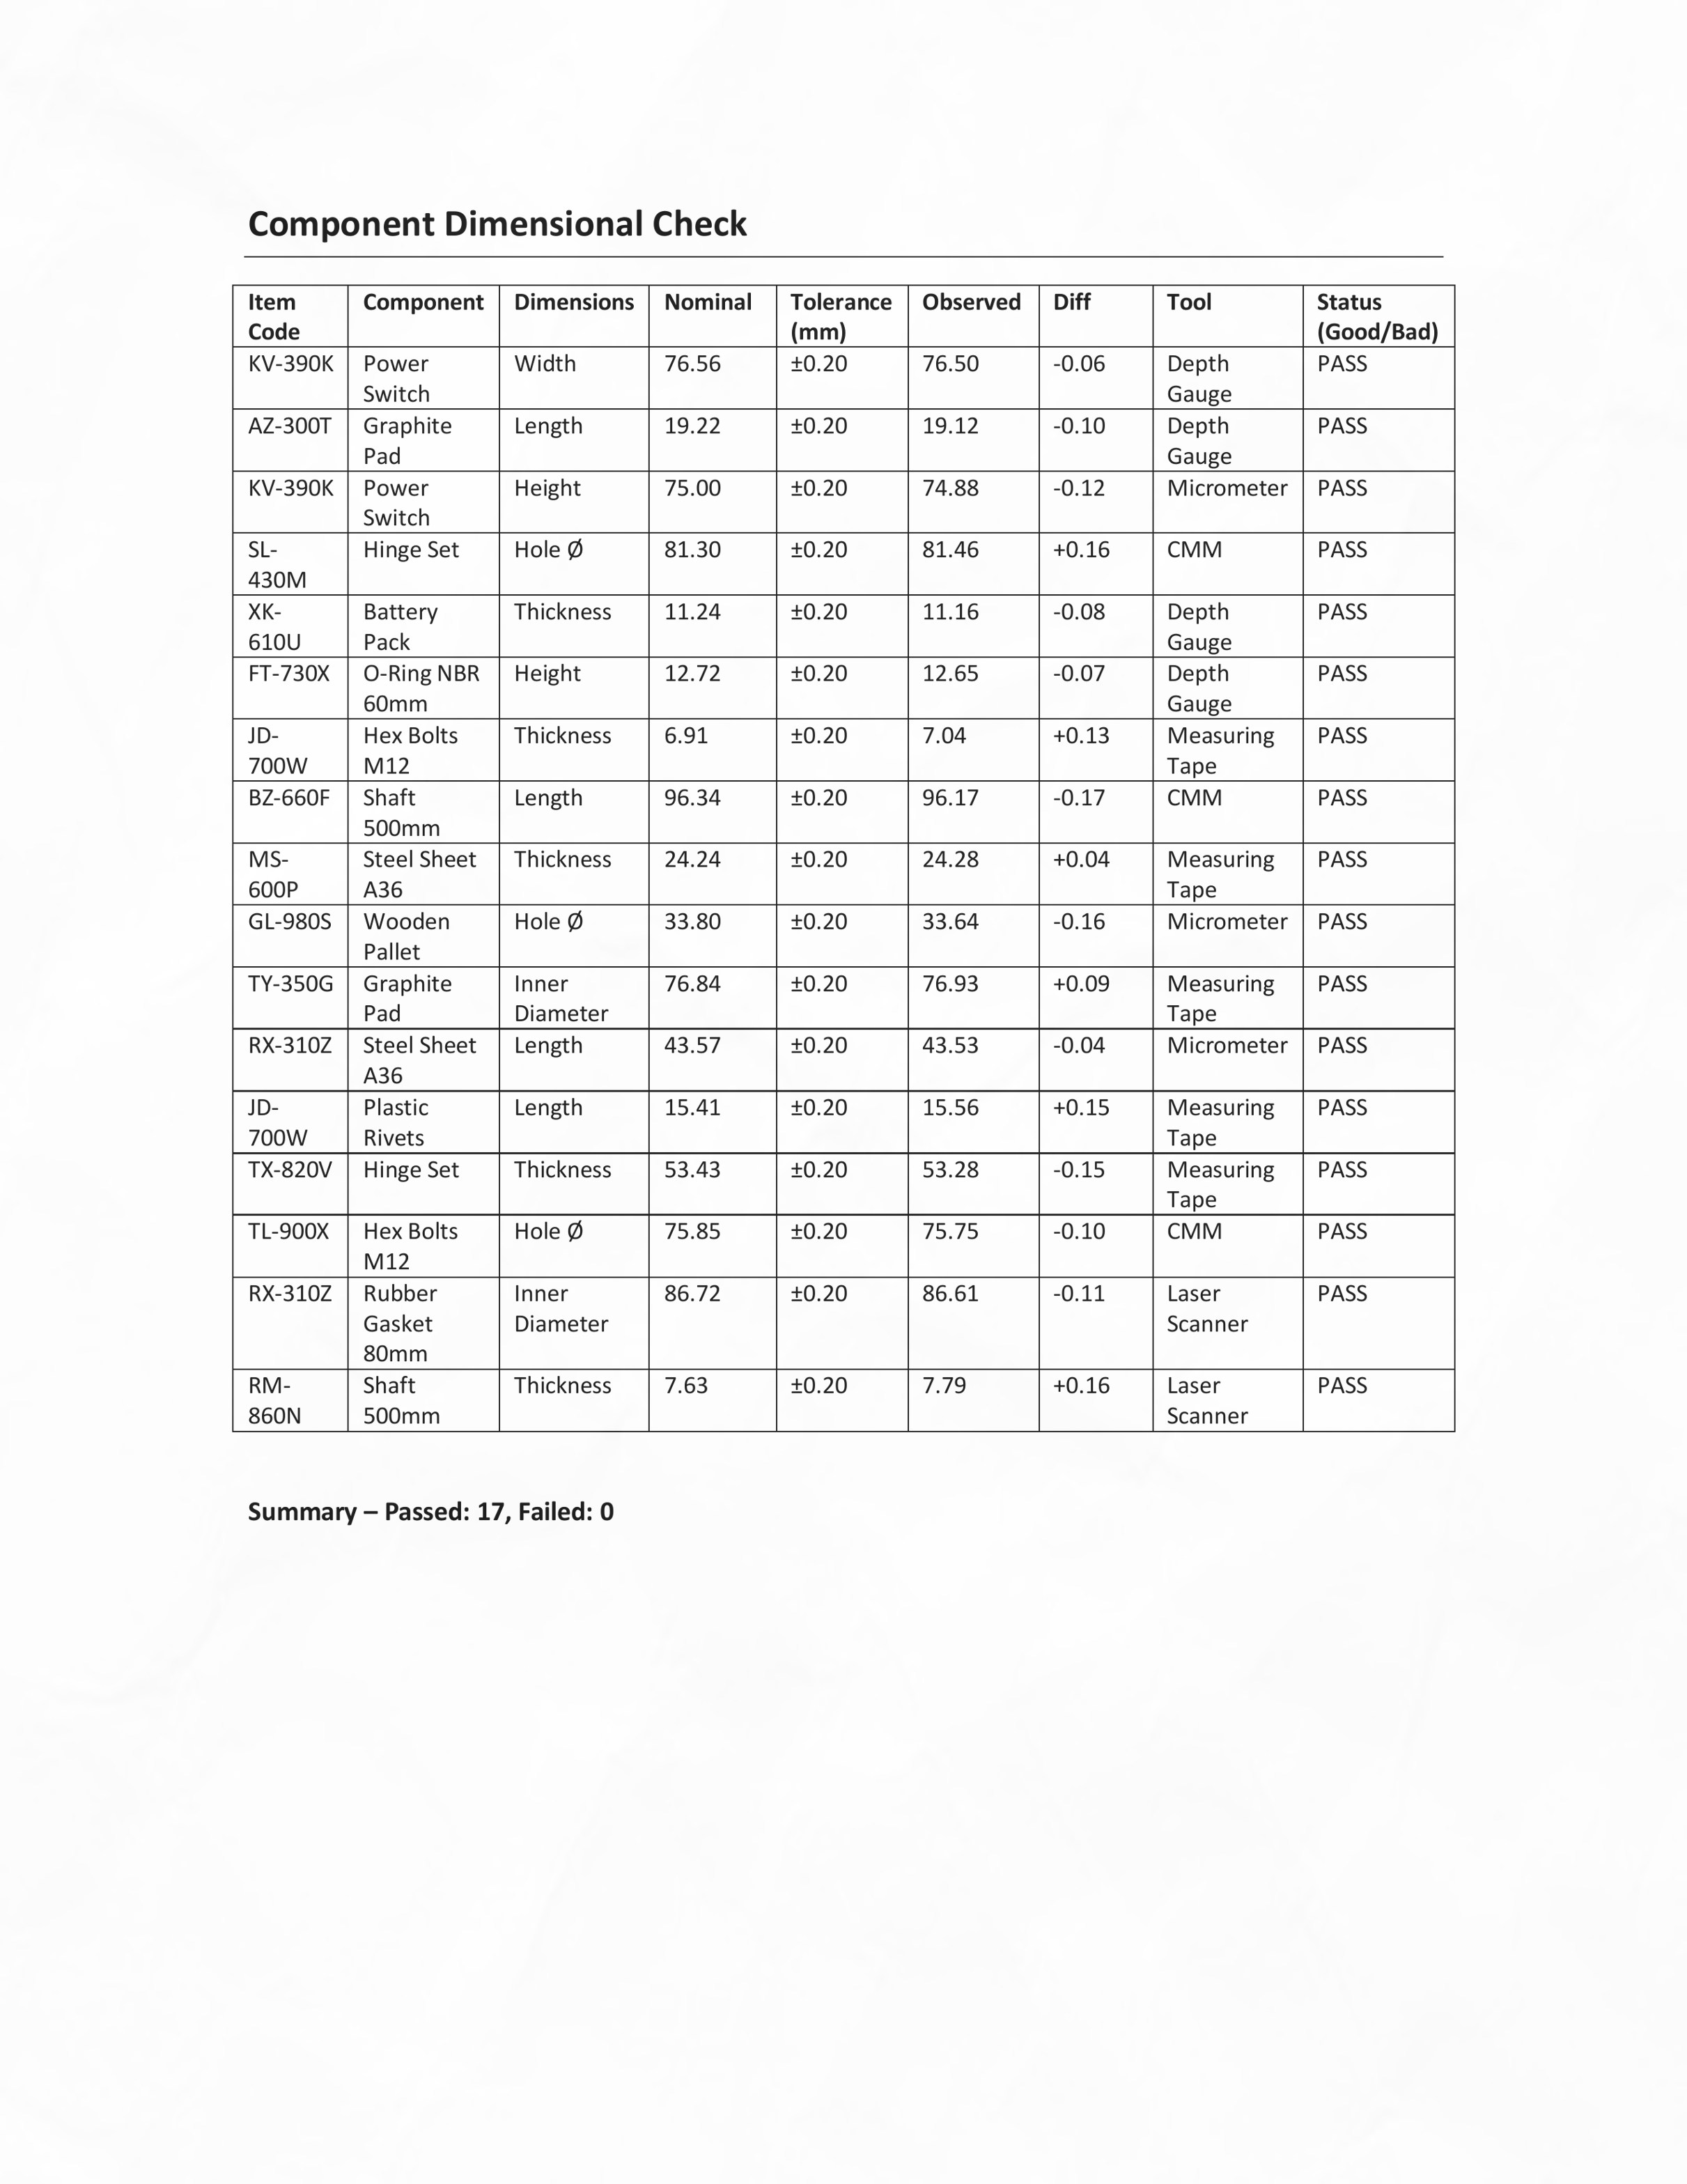 Component Dimensional Check
Item Code Component Dimensions Nominal Tolerance (mm) Observed Diff Tool Status (Good/Bad)
KV-390K Power Switch Width 76.56 ±0.20 76.50 -0.06 Depth Gauge PASS
AZ-300T Graphite Pad Length 19.22 ±0.20 19.12 -0.10 Depth Gauge PASS
KV-390K Power Switch Height 75.00 ±0.20 74.88 -0.12 Micrometer PASS
SL-430M Hinge Set Hole Ø 81.30 ±0.20 81.46 +0.16 CMM PASS
XK-610U Battery Pack Thickness 11.24 ±0.20 11.16 -0.08 Depth Gauge PASS
FT-730X O-Ring NBR 60mm Height 12.72 ±0.20 12.65 -0.07 Depth Gauge PASS
JD-700W Hex Bolts M12 Thickness 6.91 ±0.20 7.04 +0.13 Measuring Tape PASS
BZ-660F Shaft 500mm Length 96.34 ±0.20 96.17 -0.17 CMM PASS
MS-600P Steel Sheet A36 Thickness 24.24 ±0.20 24.28 +0.04 Measuring Tape PASS
GL-980S Wooden Pallet Hole Ø 33.80 ±0.20 33.64 -0.16 Micrometer PASS
TY-350G Graphite Pad Inner Diameter 76.84 ±0.20 76.93 +0.09 Measuring Tape PASS
RX-310Z Steel Sheet A36 Length 43.57 ±0.20 43.53 -0.04 Micrometer PASS
JD-700W Plastic Rivets Length 15.41 ±0.20 15.56 +0.15 Measuring Tape PASS
TX-820V Hinge Set Thickness 53.43 ±0.20 53.28 -0.15 Measuring Tape PASS
TL-900X Hex Bolts M12 Hole Ø 75.85 ±0.20 75.75 -0.10 CMM PASS
RX-310Z Rubber Gasket 80mm Inner Diameter 86.72 ±0.20 86.61 -0.11 Laser Scanner PASS
RM-860N Shaft 500mm Thickness 7.63 ±0.20 7.79 +0.16 Laser Scanner PASS
Summary – Passed: 17, Failed: 0